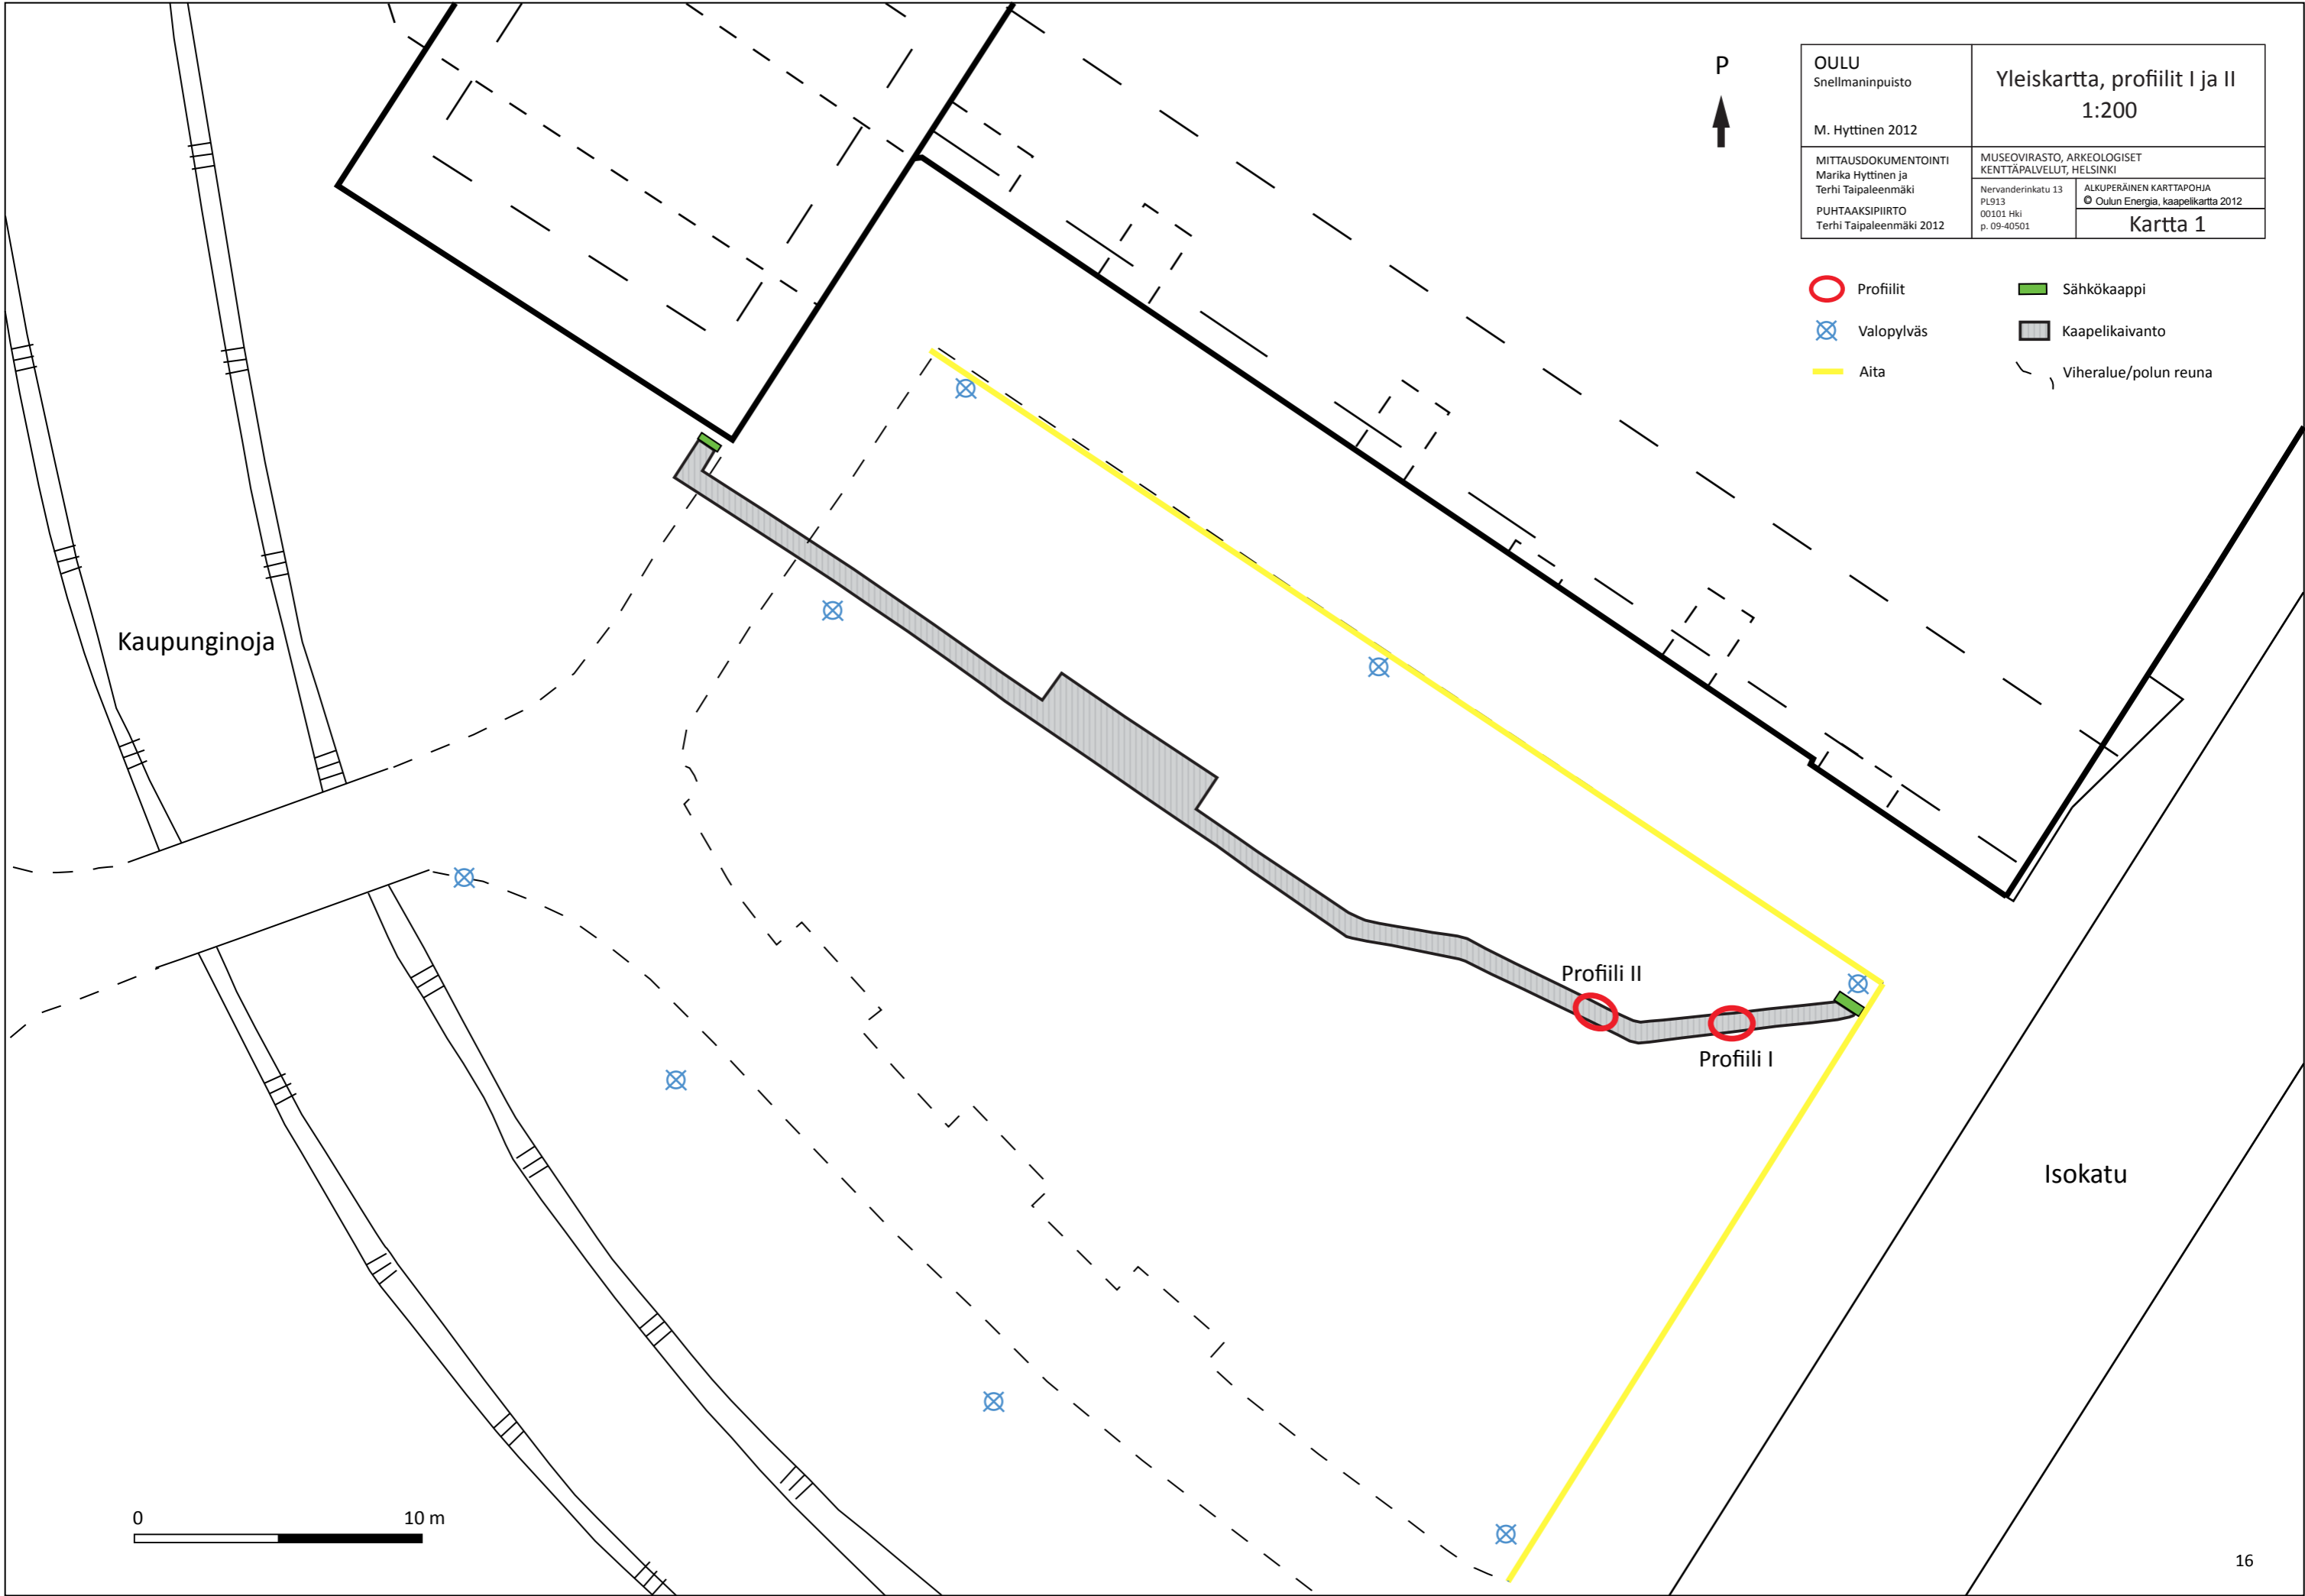 P
OULU
Snellmaninpuisto
M. Hyttinen 2012
Yleiskartta, profiilit I ja II
1:200
MITTAUSDOKUMENTOINTI
Marika Hyttinen ja
Terhi Taipaleenmäki
PUHTAAKSIPIIRTO
Terhi Taipaleenmäki 2012
MUSEOVIRASTO, ARKEOLOGISET
KENTTÄPALVELUT, HELSINKI
Nervanderinkatu 13
PL913
00101 Hki
p. 09-40501
ALKUPERÄINEN KARTTAPOHJA
© Oulun Energia, kaapelikartta 2012
Kartta 1
Profiilit
Sähkökaappi
Valopylväs
Kaapelikaivanto
Aita
Viheralue/polun reuna
Kaupunginoja
Profiili II
Profiili I
Isokatu
0 10 m
16